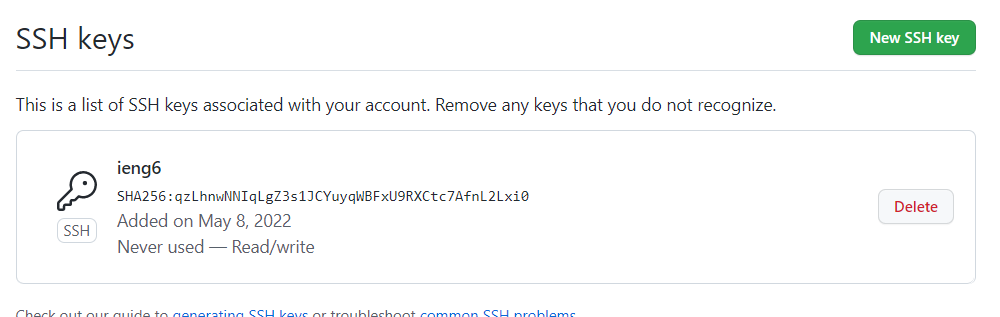 SSH keys
New SSH key
This is a list of SSH keys associated with your account. Remove any keys that you do not recognize.
ieng6
SHA256:qzLhnwNNIqLgZ3s1JCYuyqWBFxU9RXCtc7AfnL2Lxi0
Added on May 8, 2022
Never used — Read/write
SSH
Delete
Check out our guide to generating SSH keys or troubleshoot common SSH problems.